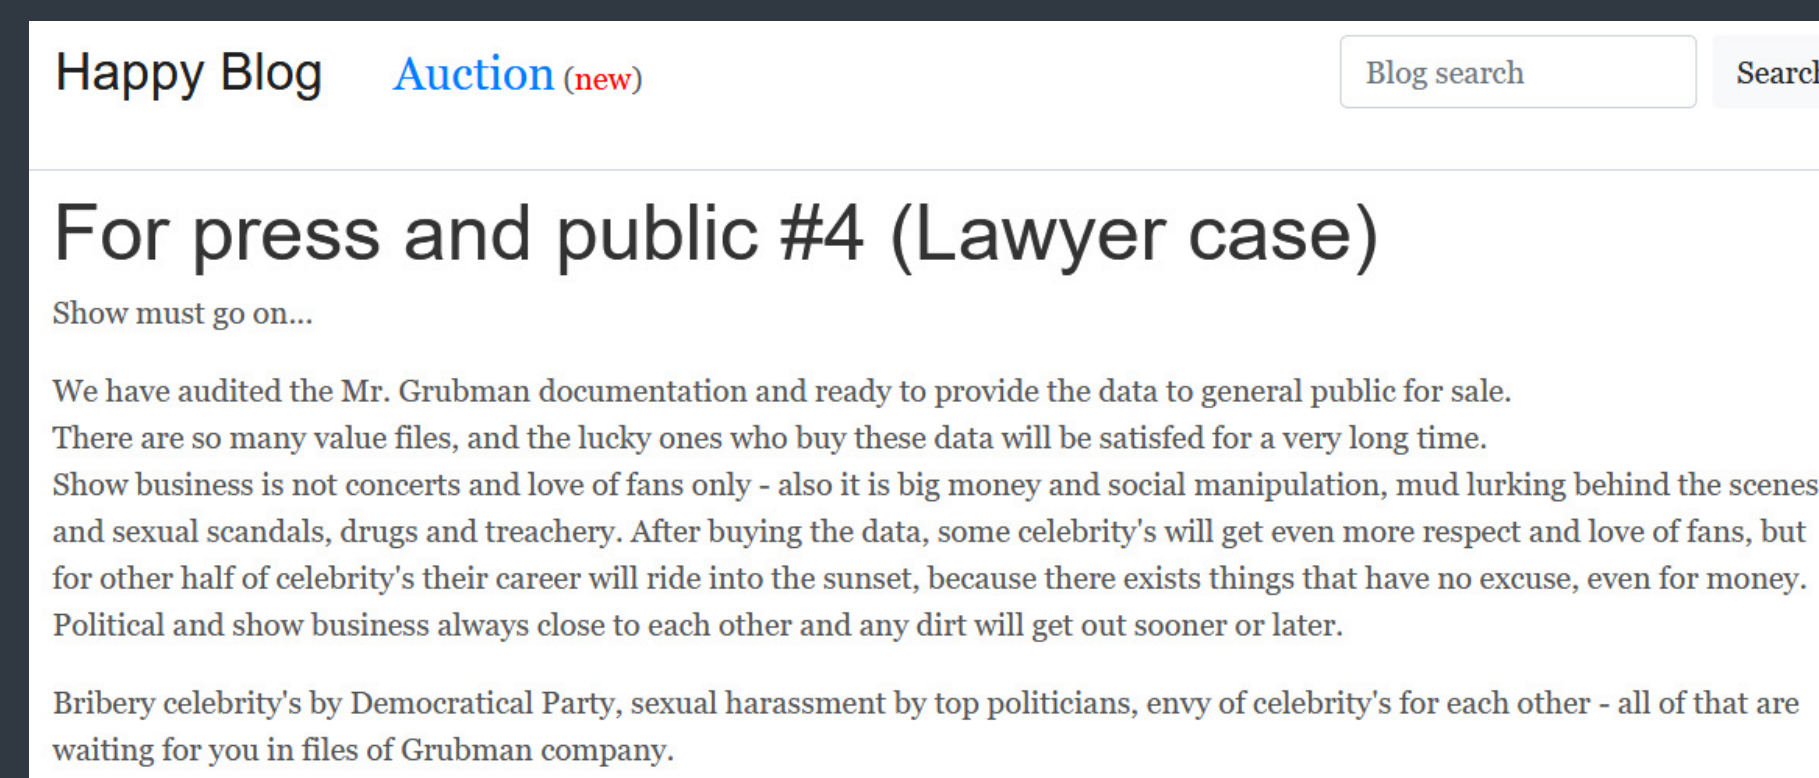 Happy Blog Auction (new) Blog search Search
For press and public #4 (Lawyer case)
Show must go on...
We have audited the Mr. Grubman documentation and ready to provide the data to general public for sale.
There are so many value files, and the lucky ones who buy these data will be satisfed for a very long time.
Show business is not concerts and love of fans only - also it is big money and social manipulation, mud lurking behind the scenes
and sexual scandals, drugs and treachery. After buying the data, some celebrity's will get even more respect and love of fans, but
for other half of celebrity's their career will ride into the sunset, because there exists things that have no excuse, even for money.
Political and show business always close to each other and any dirt will get out sooner or later.
Bribery celebrity's by Democratical Party, sexual harassment by top politicians, envy of celebrity's for each other - all of that are
waiting for you in files of Grubman company.